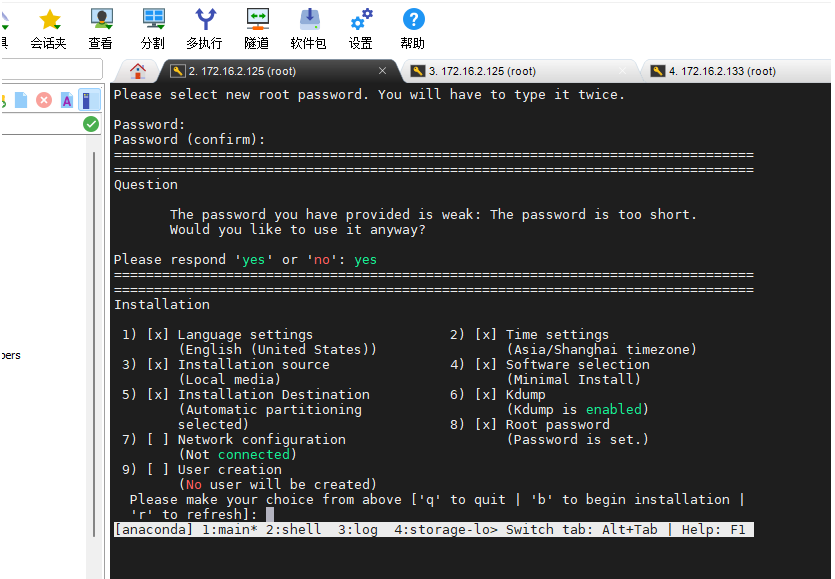 具 会话夹 查看 分割 多执行 隧道 软件包 设置 帮助
2. 172.16.2.125 (root) 3. 172.16.2.125 (root) 4. 172.16.2.133 (root)
Please select new root password. You will have to type it twice.
Password:
Password (confirm):
================================================================================
================================================================================
Question
The password you have provided is weak: The password is too short.
Would you like to use it anyway?
Please respond 'yes' or 'no': yes
================================================================================
================================================================================
Installation
1) [x] Language settings 2) [x] Time settings
(English (United States)) (Asia/Shanghai timezone)
3) [x] Installation source 4) [x] Software selection
(Local media) (Minimal Install)
5) [x] Installation Destination 6) [x] Kdump
(Automatic partitioning (Kdump is enabled)
selected) 8) [x] Root password
7) [ ] Network configuration (Password is set.)
(Not connected)
9) [ ] User creation
(No user will be created)
Please make your choice from above ['q' to quit | 'b' to begin installation |
'r' to refresh]:
[anaconda] 1:main* 2:shell  3:log  4:storage-lo> Switch tab: Alt+Tab | Help: F1